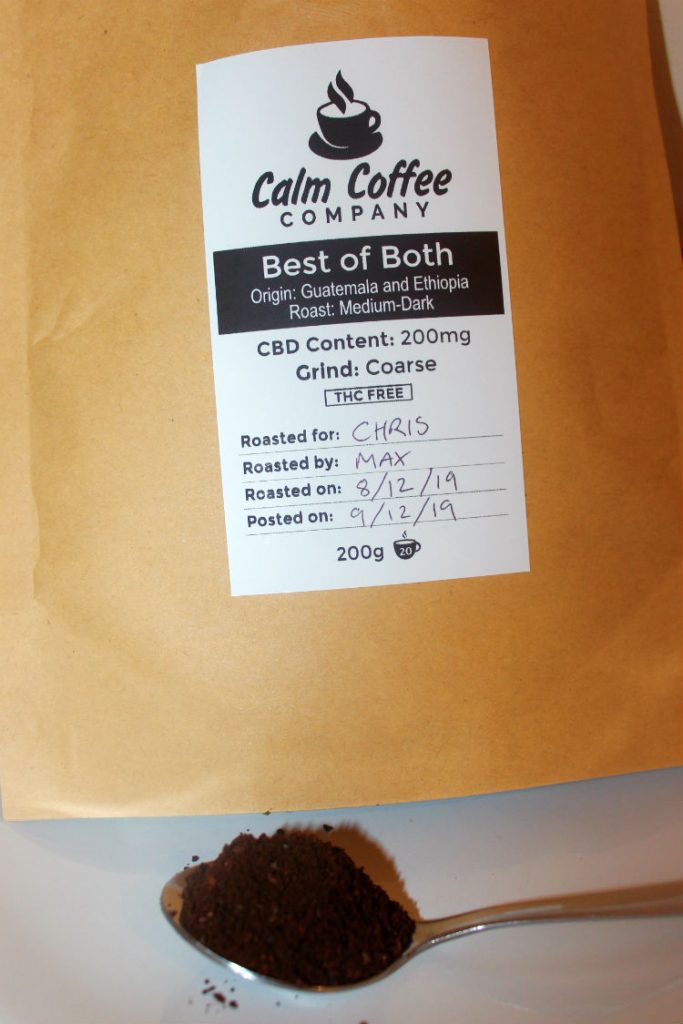 Calm Coffee
COMPANY
Best of Both
Origin: Guatemala and Ethiopia
Roast: Medium-Dark
CBD Content: 200mg
Grind: Coarse
THC FREE
Roasted for: CHRIS
Roasted by: MAX
Roasted on: 8/12/19
Posted on: 9/12/19
200g 20